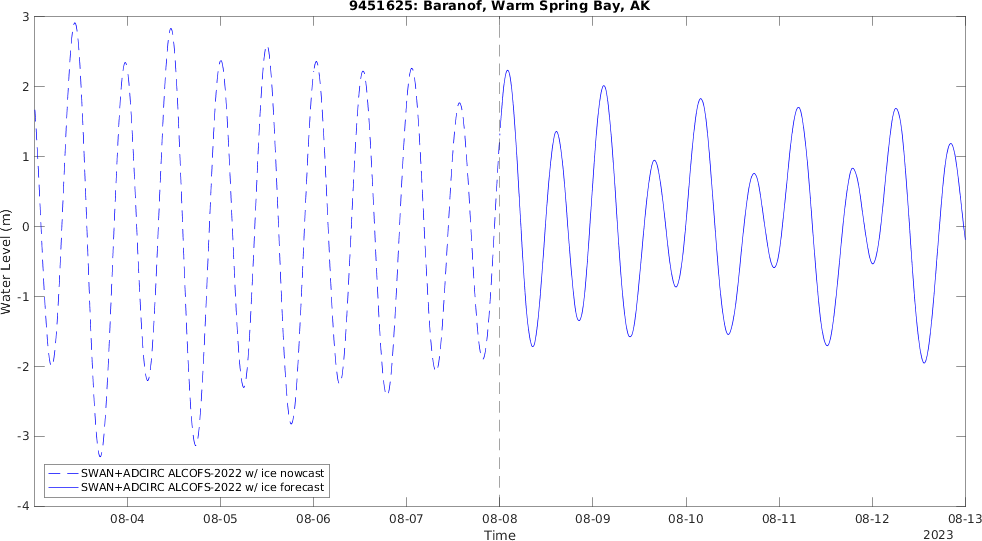 9451625: Baranof, Warm Spring Bay, AK
3
2
1
0
-1
-2
-3
-4
Water Level (m)
SWAN+ADCIRC ALCOFS-2022 w/ ice nowcast
SWAN+ADCIRC ALCOFS-2022 w/ ice forecast
08-04 08-05 08-06 08-07 08-08 08-09 08-10 08-11 08-12 08-13
Time
2023